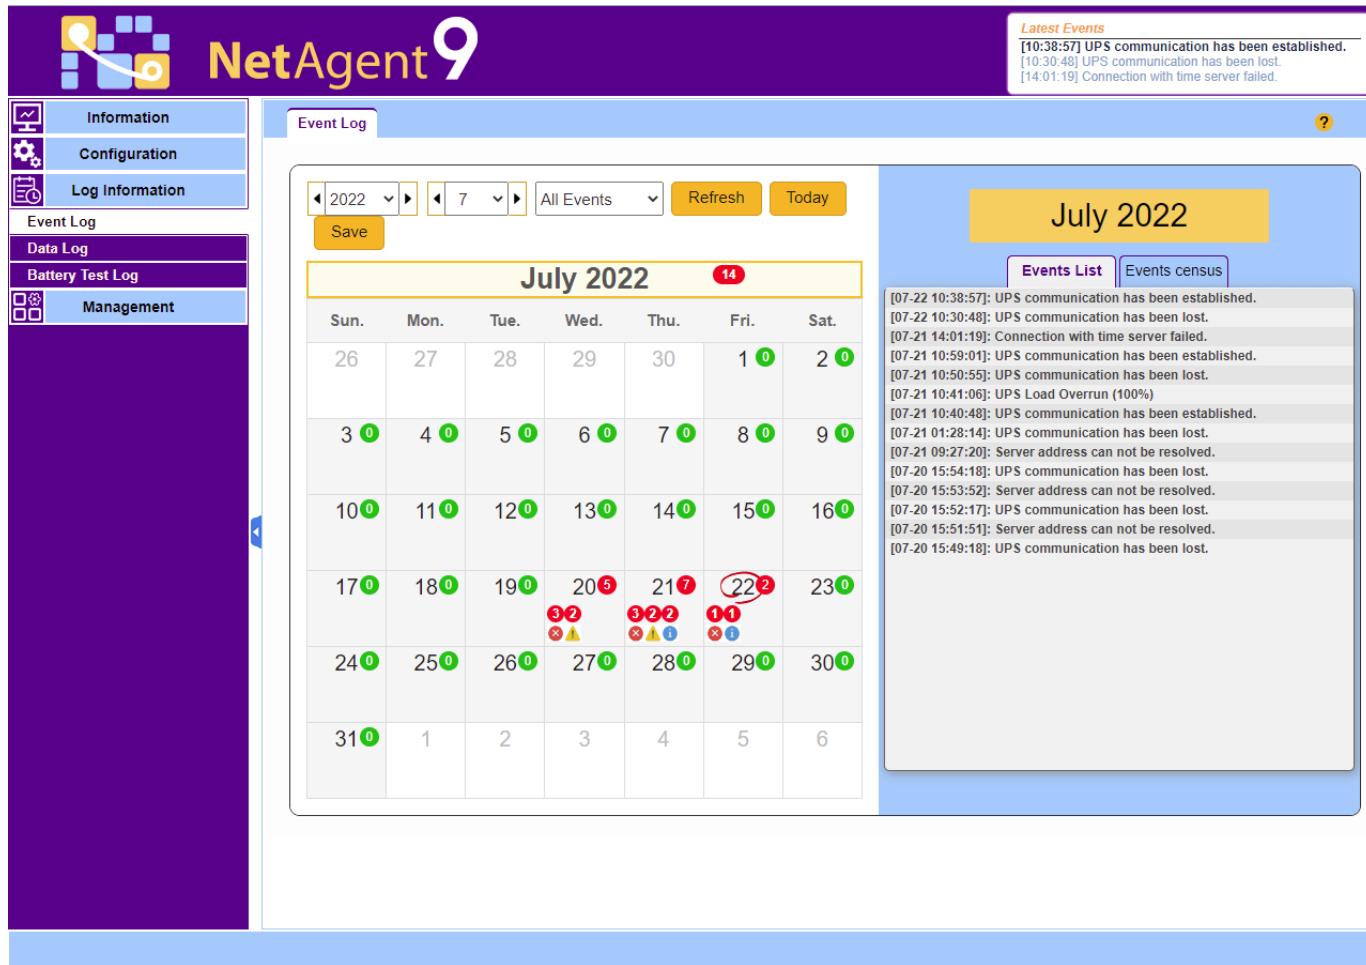 NetAgent 9
Latest Events
[10:38:57] UPS communication has been established.
[10:30:48] UPS communication has been lost.
[14:01:19] Connection with time server failed.
Information
Configuration
Log Information
Event Log
Data Log
Battery Test Log
Management
Event Log
?
2022 7 All Events Refresh Today
Save
July 2022 14
Sun. Mon. Tue. Wed. Thu. Fri. Sat.
26 27 28 29 30 1 0 2 0
3 0 4 0 5 0 6 0 7 0 8 0 9 0
10 0 11 0 12 0 13 0 14 0 15 0 16 0
17 0 18 0 19 0 20 5 21 7 22 2 23 0
3 2 3 2 2 1 1
24 0 25 0 26 0 27 0 28 0 29 0 30 0
31 0 1 2 3 4 5 6
July 2022
Events List Events census
[07-22 10:38:57]: UPS communication has been established.
[07-22 10:30:48]: UPS communication has been lost.
[07-21 14:01:19]: Connection with time server failed.
[07-21 10:59:01]: UPS communication has been established.
[07-21 10:50:55]: UPS communication has been lost.
[07-21 10:41:06]: UPS Load Overrun (100%)
[07-21 10:40:48]: UPS communication has been established.
[07-21 01:28:14]: UPS communication has been lost.
[07-21 09:27:20]: Server address can not be resolved.
[07-20 15:54:18]: UPS communication has been lost.
[07-20 15:53:52]: Server address can not be resolved.
[07-20 15:52:17]: UPS communication has been lost.
[07-20 15:51:51]: Server address can not be resolved.
[07-20 15:49:18]: UPS communication has been lost.